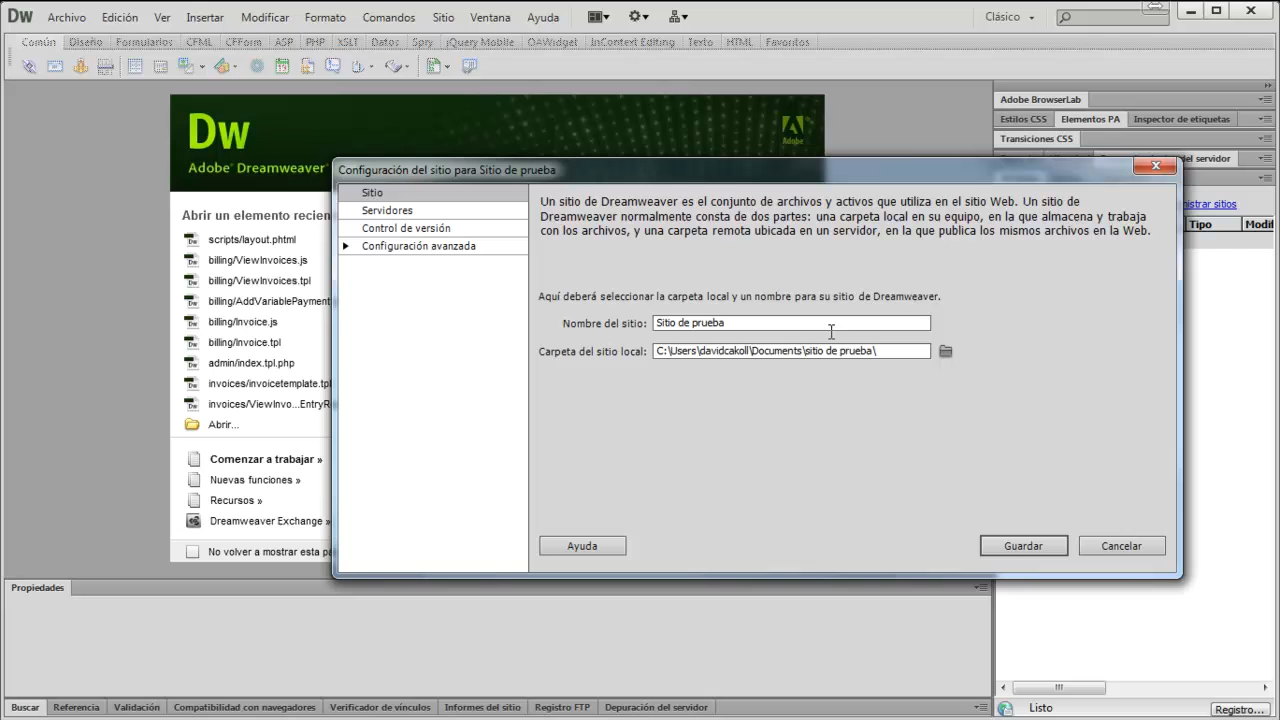 Dw Archivo Edición Ver Insertar Modificar Formato Comandos Sitio Ventana Ayuda Clásico
Común Diseño Formularios CFML CFForm ASP PHP XSLT Datos Spry jQuery Mobile OAWidget InContext Editing Texto HTML Favoritos
Adobe BrowserLab
Estilos CSS Elementos PA Inspector de etiquetas
Transiciones CSS
del servidor
nistrar sitios
Tipo Modif
Dw
Adobe® Dreamweaver
Adobe
Abrir un elemento recien
scripts/layout.phtml
billing/ViewInvoices.js
billing/ViewInvoices.tpl
billing/AddVariablePayment
billing/Invoice.js
billing/Invoice.tpl
admin/index.tpl.php
invoices/invoicetemplate.tpl
invoices/ViewInvo...EntryR
Abrir...
Comenzar a trabajar »
Nuevas funciones »
Recursos »
Dreamweaver Exchange »
No volver a mostrar esta pa
Configuración del sitio para Sitio de prueba
Sitio
Servidores
Control de versión
Configuración avanzada
Un sitio de Dreamweaver es el conjunto de archivos y activos que utiliza en el sitio Web. Un sitio de
Dreamweaver normalmente consta de dos partes: una carpeta local en su equipo, en la que almacena y trabaja
con los archivos, y una carpeta remota ubicada en un servidor, en la que publica los mismos archivos en la Web.
Aquí deberá seleccionar la carpeta local y un nombre para su sitio de Dreamweaver.
Nombre del sitio: Sitio de prueba
Carpeta del sitio local: C:\Users\davidcakoll\Documents\sitio de prueba\
Ayuda Guardar Cancelar
Propiedades
Buscar Referencia Validación Compatibilidad con navegadores Verificador de vínculos Informes del sitio Registro FTP Depuración del servidor
Listo Registro...